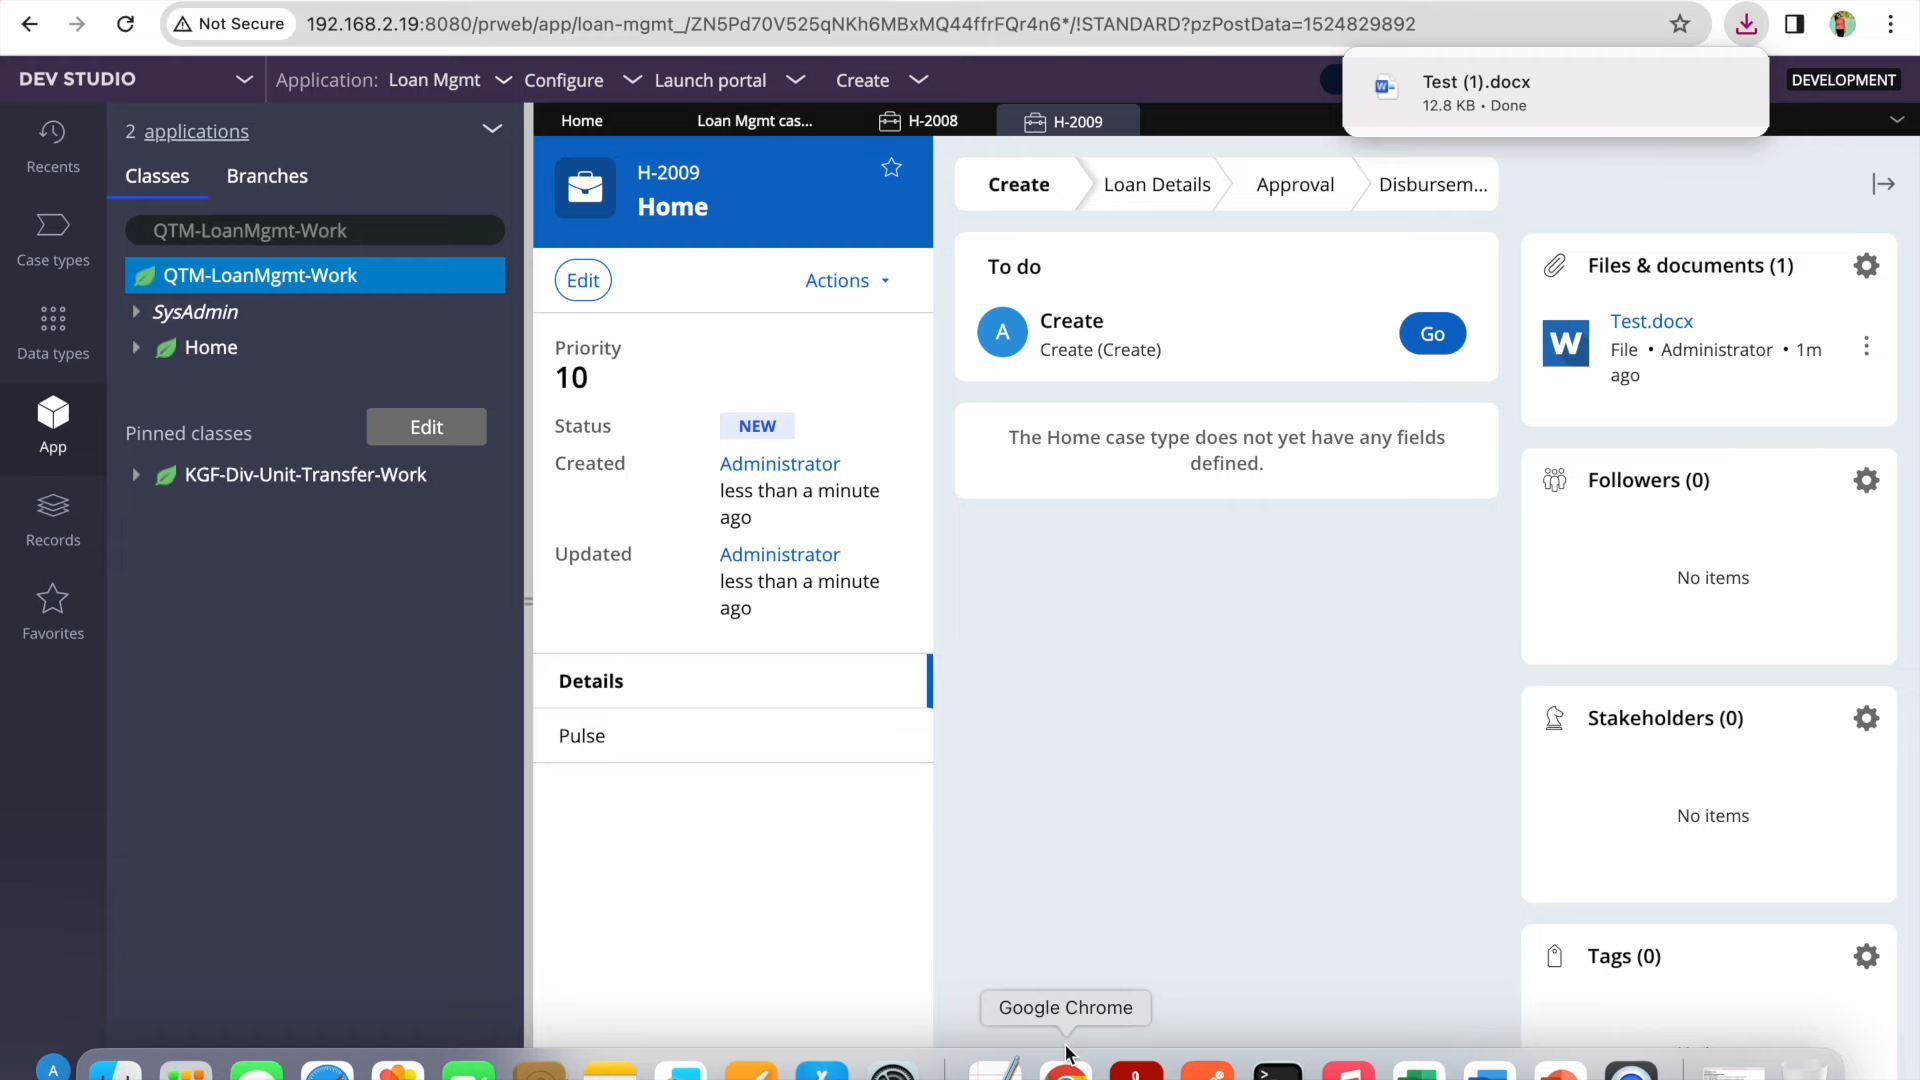 Not Secure
192.168.2.19:8080/prweb/app/loan-mgmt_/ZN5Pd70V525qNKh6MBxMQ44ffrFQr4n6*/!STANDARD?pzPostData=1524829892
DEV STUDIO
Application: Loan Mgmt
Configure
Launch portal
Create
DEVELOPMENT
Test (1).docx
12.8 KB • Done
Recents
Case types
Data types
App
Records
Favorites
2 applications
Classes
Branches
QTM-LoanMgmt-Work
QTM-LoanMgmt-Work
SysAdmin
Home
Pinned classes
Edit
KGF-Div-Unit-Transfer-Work
Home
Loan Mgmt cas...
H-2008
H-2009
H-2009
Home
Edit
Actions
Priority
10
Status
NEW
Created
Administrator
less than a minute
ago
Updated
Administrator
less than a minute
ago
Details
Pulse
Create
Loan Details
Approval
Disbursem...
To do
A
Create
Create (Create)
Go
The Home case type does not yet have any fields
defined.
Files & documents (1)
W
Test.docx
File • Administrator • 1m
ago
Followers (0)
No items
Stakeholders (0)
No items
Tags (0)
Google Chrome
A